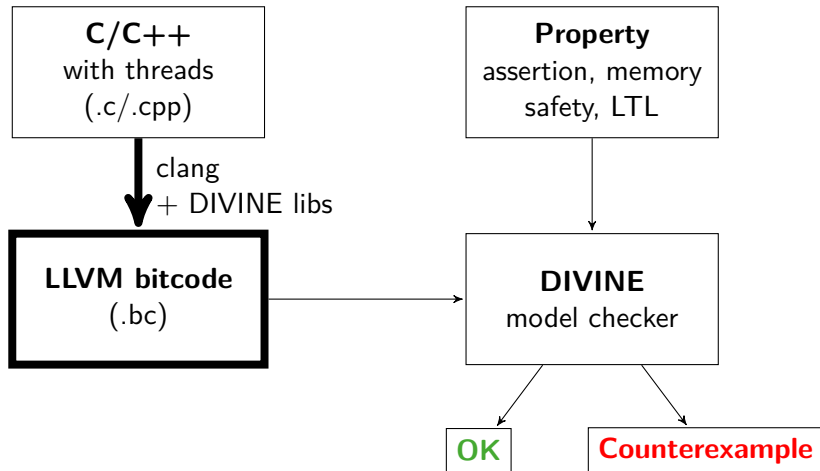 C/C++
with threads
(.c/.cpp)
Property
assertion, memory
safety, LTL
clang
+ DIVINE libs
LLVM bitcode
(.bc)
DIVINE
model checker
OK
Counterexample